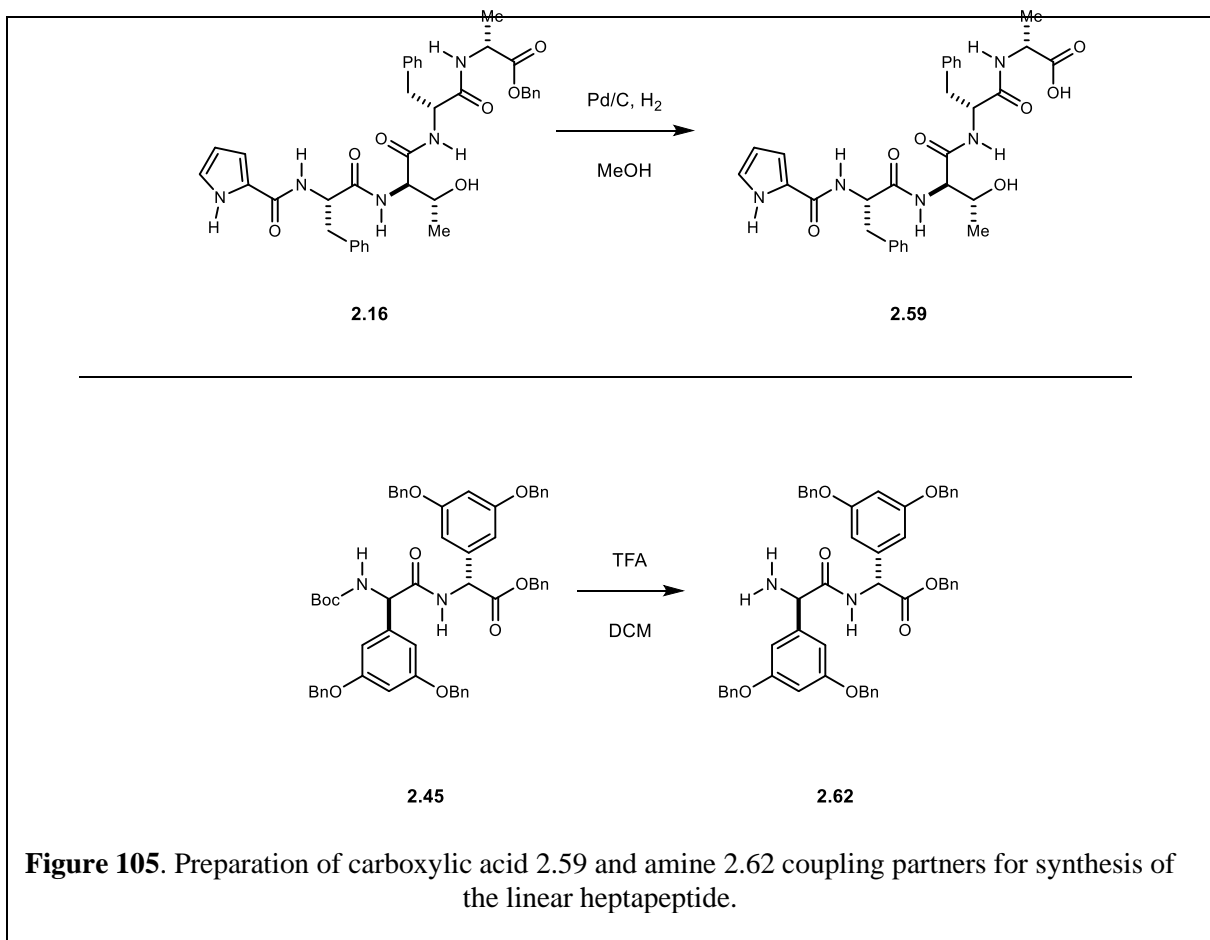 Me
H
N
O
Ph
OBn
O
Pd/C, H₂
O
N
H
H
O
N
OH
N
H
O
N
H
Me
Ph
MeOH
Me
H
N
O
Ph
OH
O
O
N
H
H
O
N
OH
N
H
O
N
H
Me
Ph
2.16
2.59
BnO
OBn
H
O
N
OBn
Boc
N
H
O
BnO
OBn
TFA
DCM
BnO
OBn
H
O
N
OBn
H
N
H
O
BnO
OBn
2.45
2.62
Figure 105. Preparation of carboxylic acid 2.59 and amine 2.62 coupling partners for synthesis of
the linear heptapeptide.